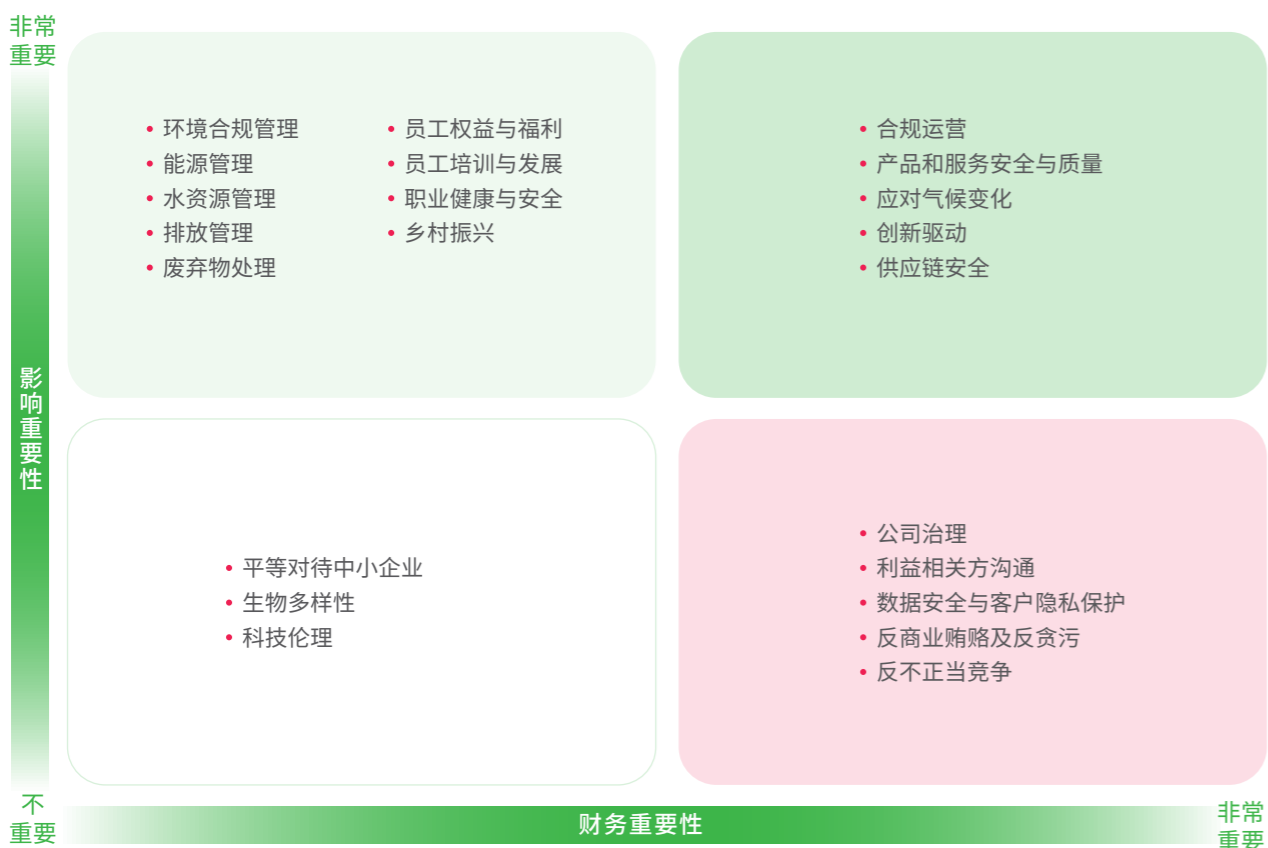 非常
重要
• 环境合规管理
• 能源管理
• 水资源管理
• 排放管理
• 废弃物处理
• 员工权益与福利
• 员工培训与发展
• 职业健康与安全
• 乡村振兴
• 合规运营
• 产品和服务安全与质量
• 应对气候变化
• 创新驱动
• 供应链安全
影响重要性
• 平等对待中小企业
• 生物多样性
• 科技伦理
• 公司治理
• 利益相关方沟通
• 数据安全与客户隐私保护
• 反商业贿赂及反贪污
• 反不正当竞争
不
重要
财务重要性
非常
重要